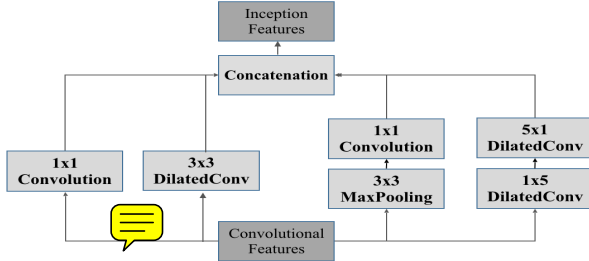 Inception
Features
Concatenation
1x1
Convolution
3x3
DilatedConv
1x1
Convolution
5x1
DilatedConv
3x3
MaxPooling
1x5
DilatedConv
Convolutional
Features